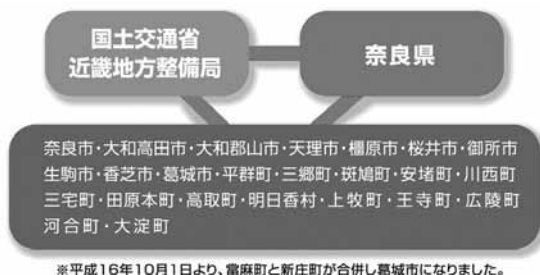 国土交通省
近畿地方整備局
奈良県
奈良市・大和高田市・大和郡山市・天理市・橿原市・桜井市・御所市
生駒市・香芝市・葛城市・平群町・三郷町・斑鳩町・安堵町・川西町
三宅町・田原本町・高取町・明日香村・上牧町・王寺町・広陵町
河合町・大淀町
※平成16年10月1日より、當麻町と新庄町が合併し葛城市になりました。